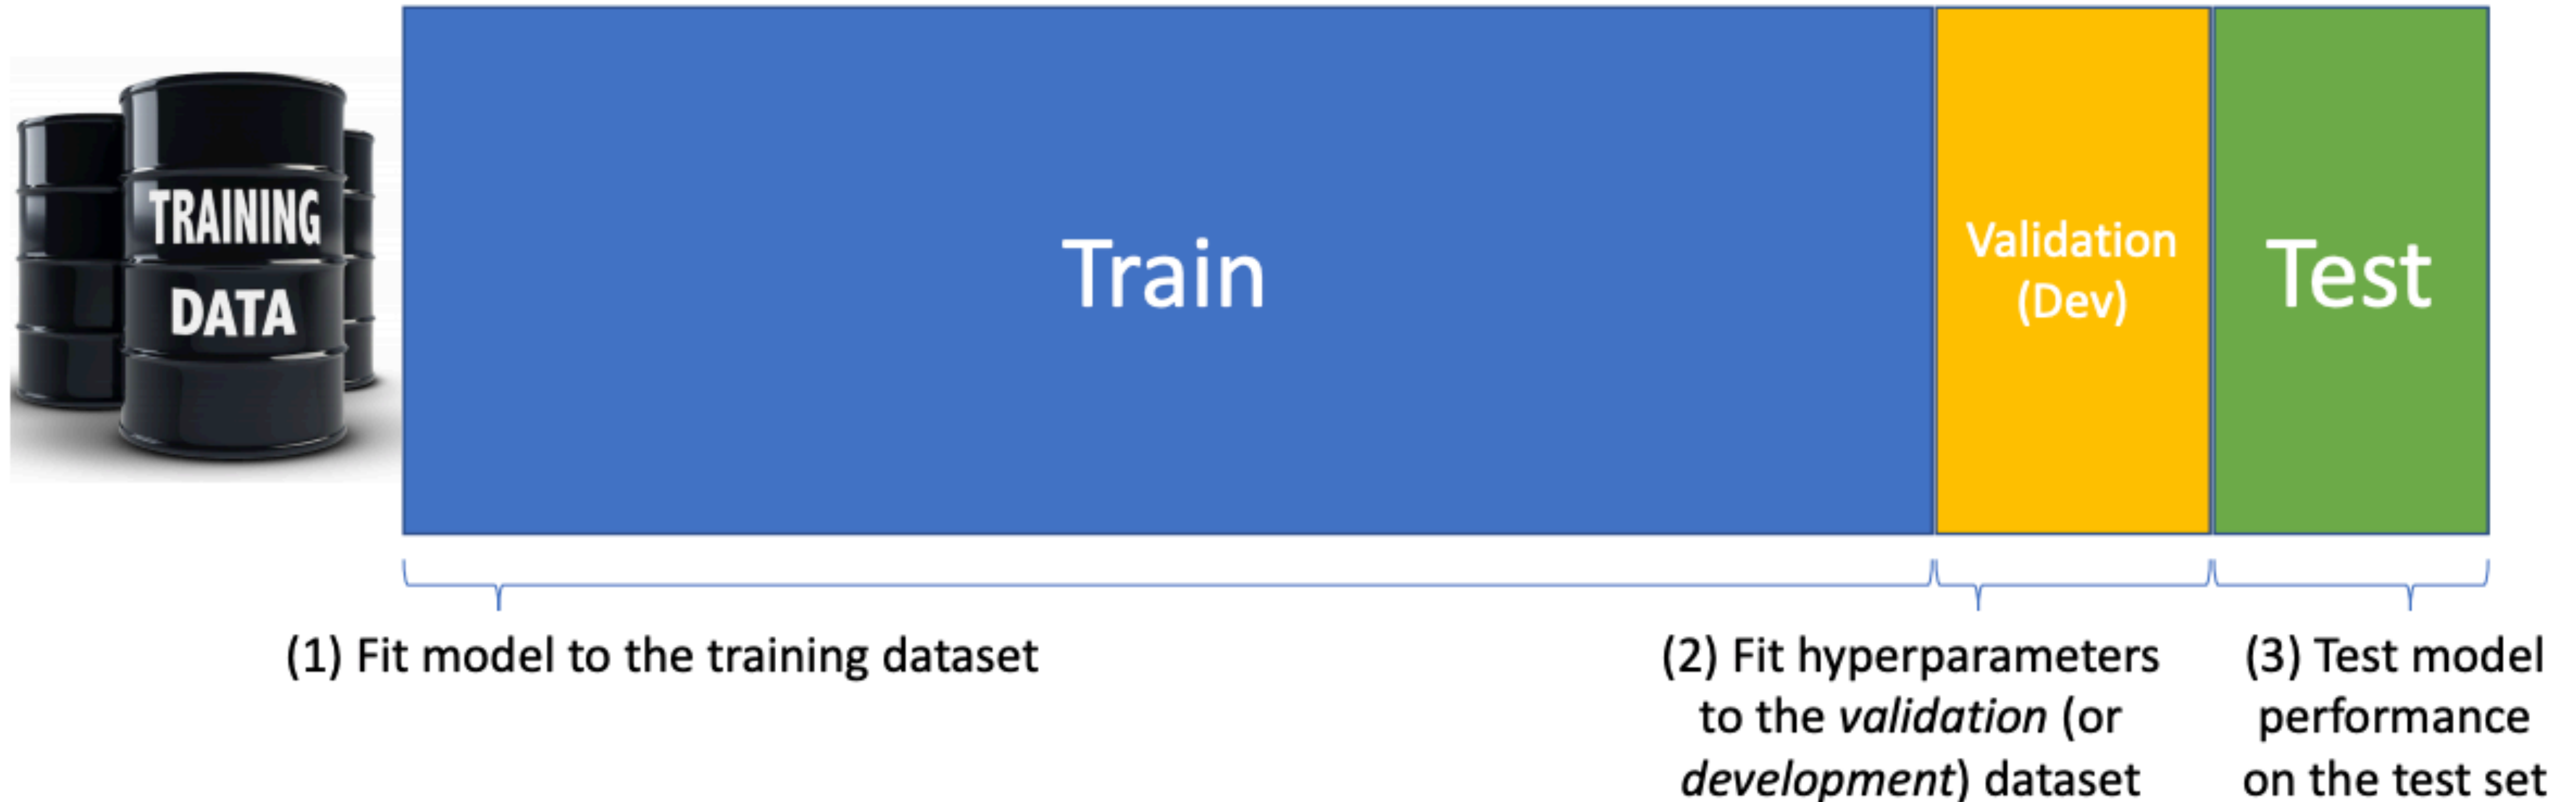 TRAINING
DATA
Train
Validation
(Dev)
Test
(1) Fit model to the training dataset
(2) Fit hyperparameters
to the validation (or
development) dataset
(3) Test model
performance
on the test set